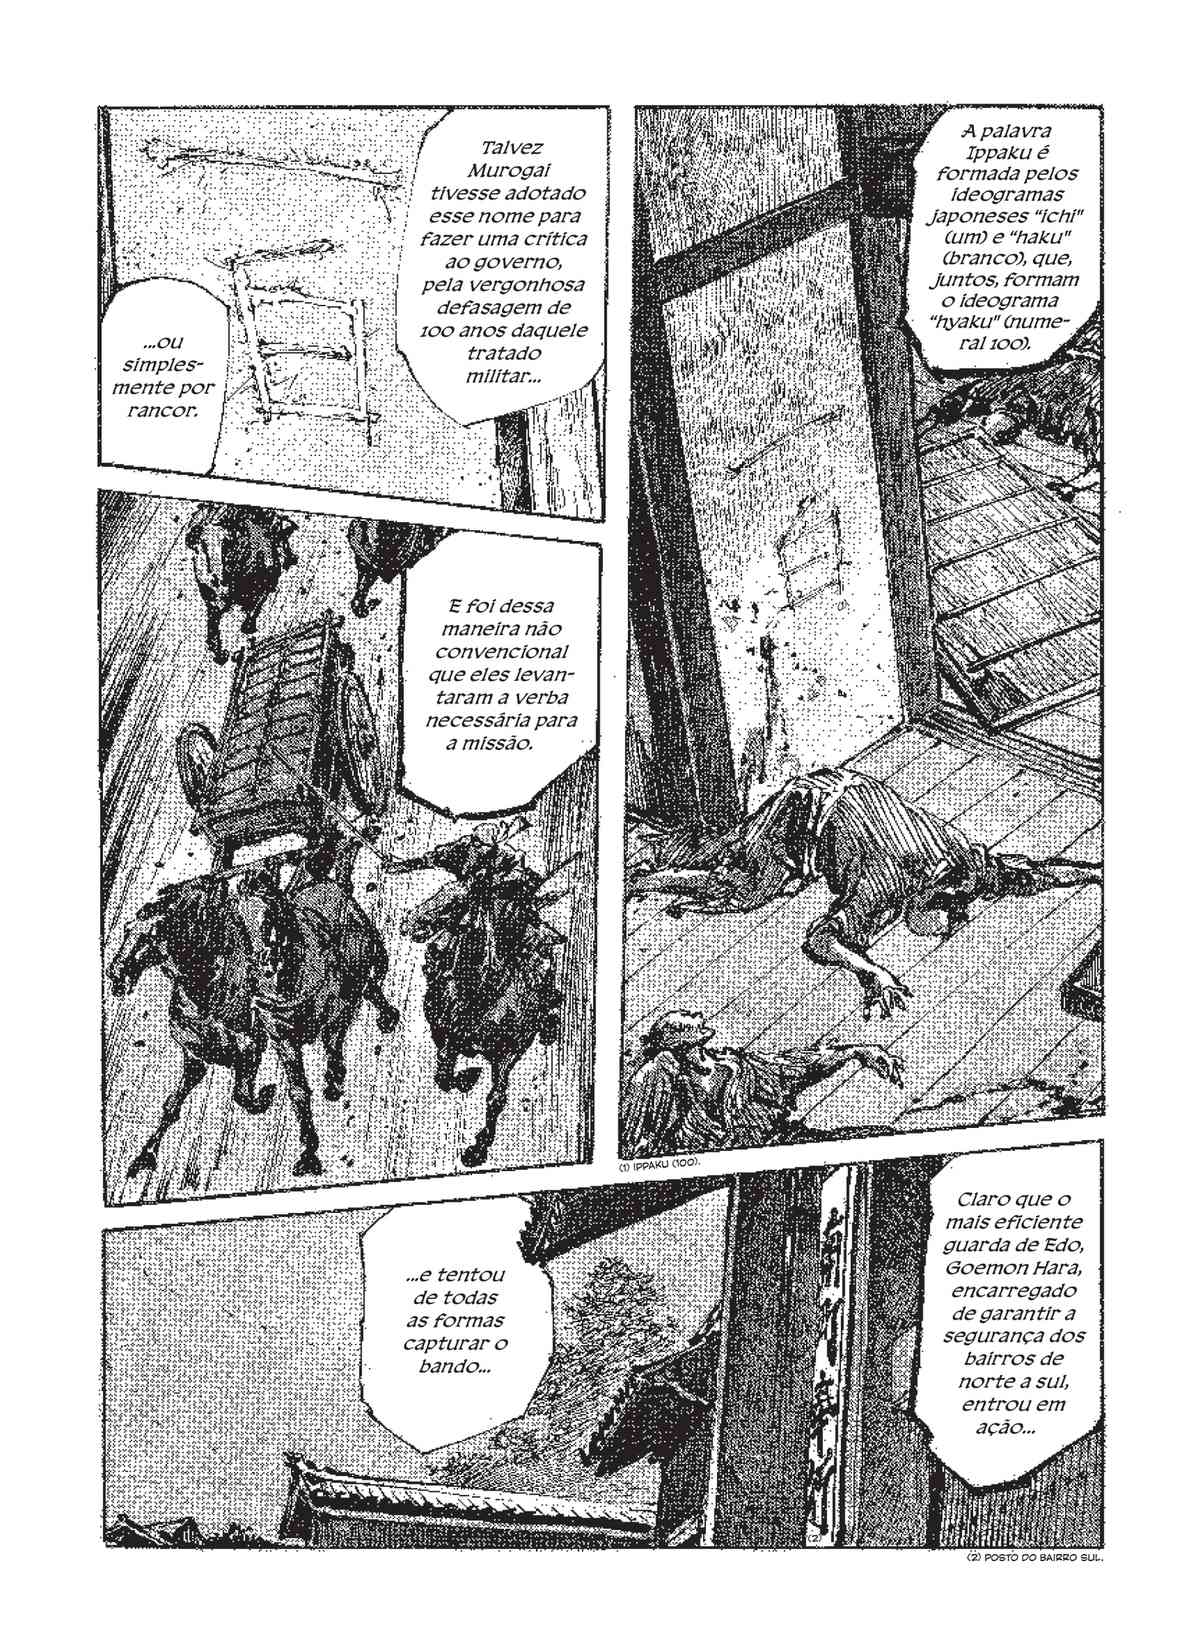 A palavra
Ippaku é
formada pelos
ideogramas
japoneses "ichi"
(um) e "haku"
(branco), que,
juntos, formam
o ideograma
"hyaku" (nume-
ral 100).
(1) IPPAKU (100).
Talvez
Murogai
tivesse adotado
esse nome para
fazer uma crítica
ao governo,
pela vergonhosa
defasagem de
100 anos daquele
tratado
militar...
...ou
simples-
mente por
rancor.
E foi dessa
maneira não
convencional
que eles levan-
taram a verba
necessária para
a missão.
Claro que o
mais eficiente
guarda de Edo,
Goemon Hara,
encarregado
de garantir a
segurança dos
bairros de
norte a sul,
entrou em
ação...
...e tentou
de todas
as formas
capturar o
bando...
(2)
(2) POSTO DO BAIRRO SUL.